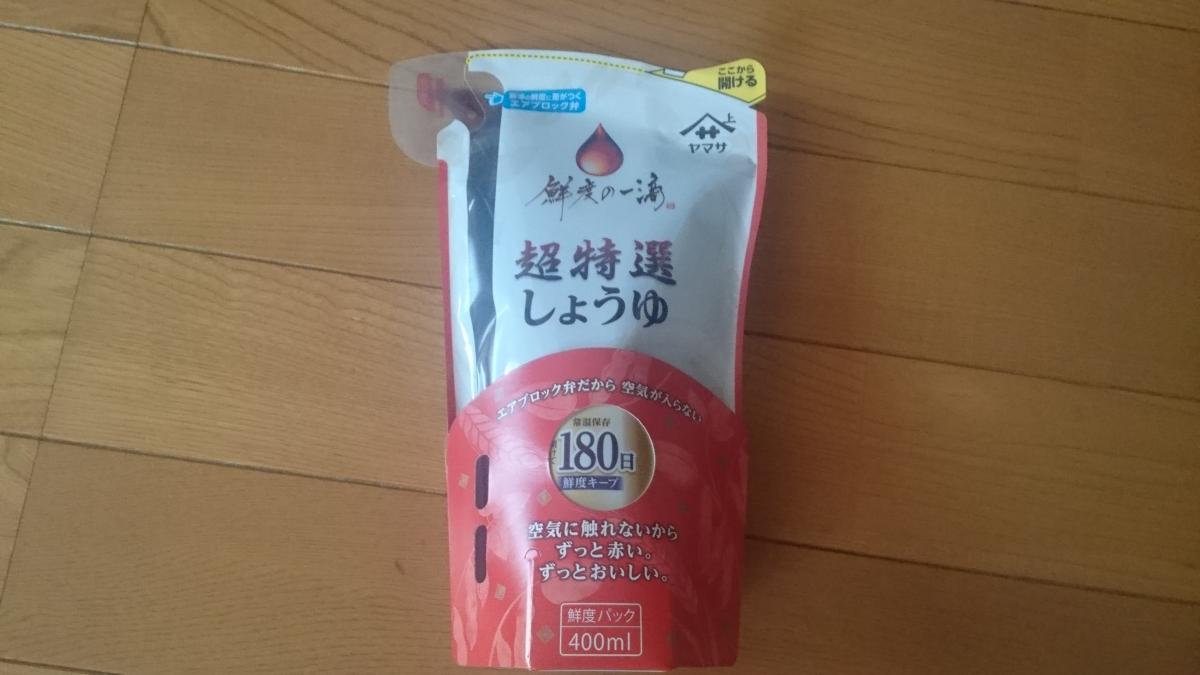 ここから
開ける
エアブロック弁
上
ヤマサ
鮮度の一滴
超特選
しょうゆ
エアブロック弁だから 空気が入らない
常温保存
180日
鮮度キープ
空気に触れないから
ずっと赤い。
ずっとおいしい。
鮮度パック
400ml